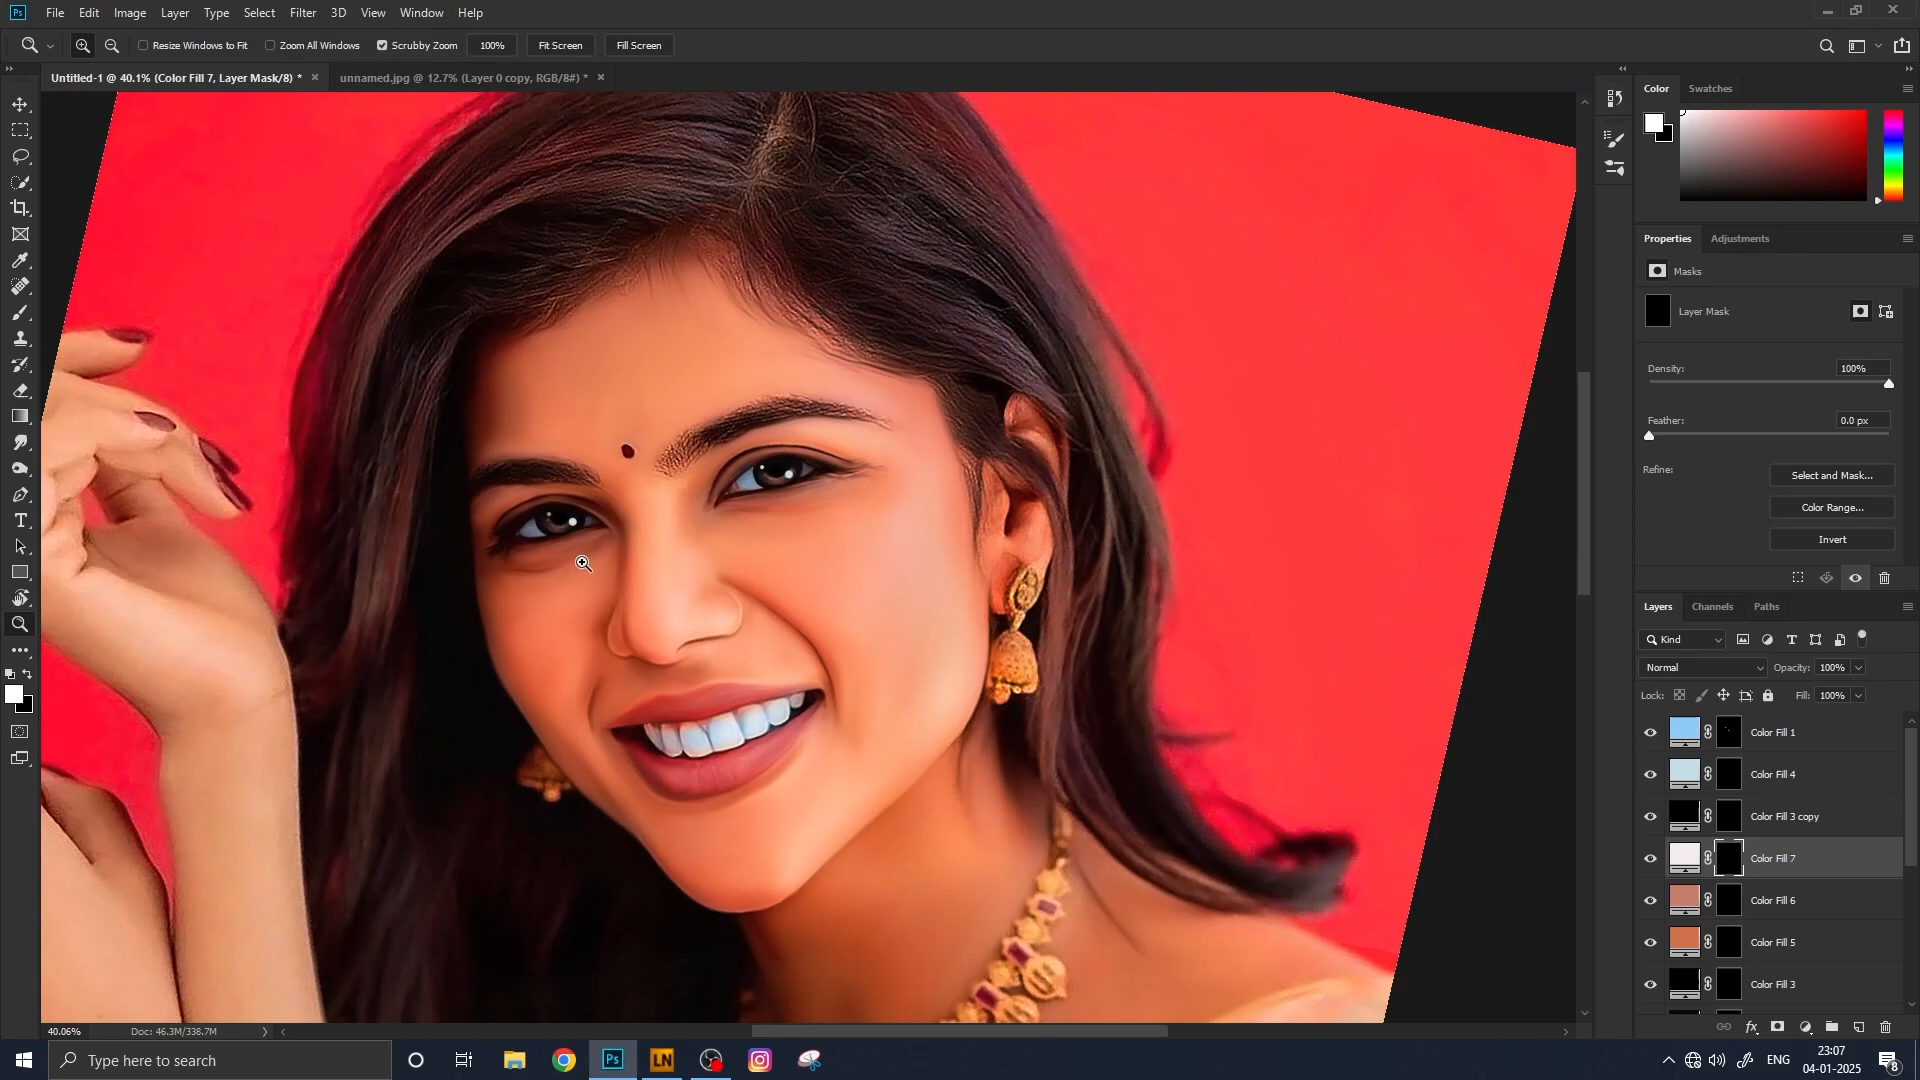 Ps File Edit Image Layer Type Select Filter 3D View Window Help
Resize Windows to Fit Zoom All Windows Scrubby Zoom 100% Fit Screen Fill Screen
Untitled-1 @ 40.1% (Color Fill 7, Layer Mask/8) * × unnamed.jpg @ 12.7% (Layer 0 copy, RGB/8#) * ×
Color Swatches
Properties Adjustments
Masks
Layer Mask
Density: 100%
Feather: 0.0 px
Refine: Select and Mask...
Color Range...
Invert
Layers Channels Paths
Kind
Normal Opacity: 100%
Lock: Fill: 100%
Color Fill 1
Color Fill 4
Color Fill 3 copy
Color Fill 7
Color Fill 6
Color Fill 5
Color Fill 3
40.06% Doc: 46.3M/338.7M
Type here to search
Ps LN ENG 23:07
04-01-2025 8